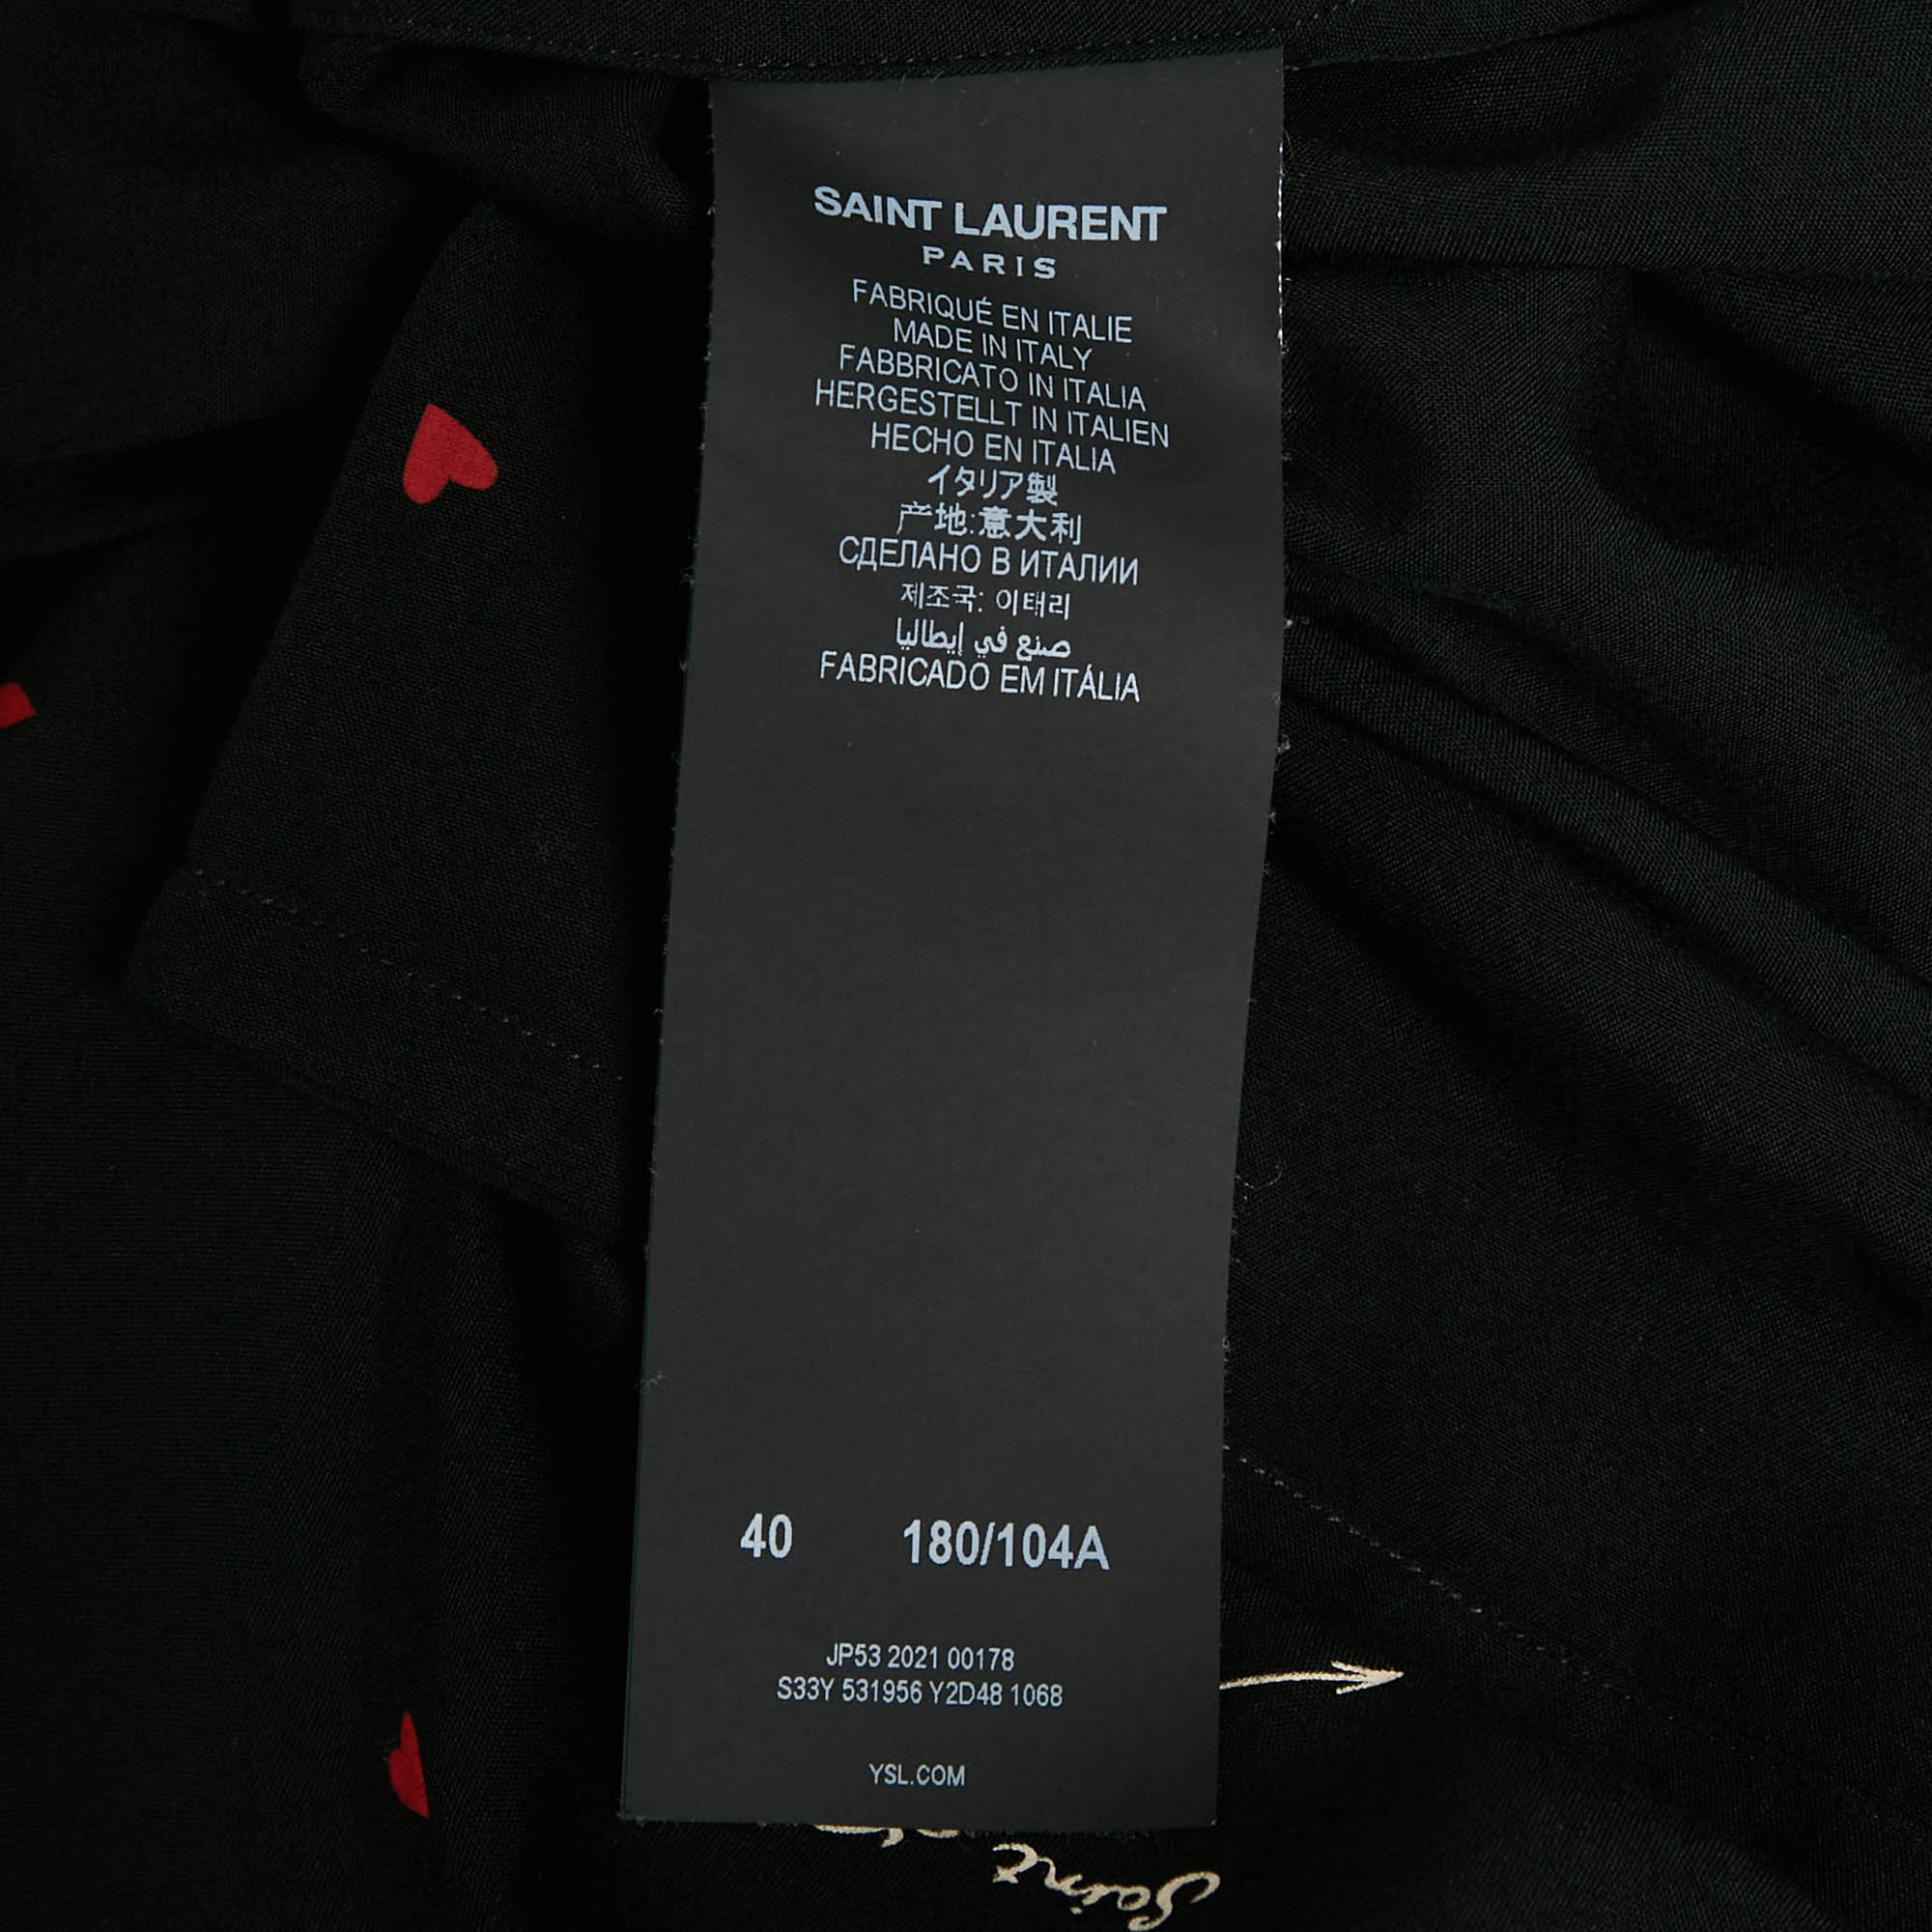 SAINT LAURENT
PARIS
FABRIQUÉ EN ITALIE
MADE IN ITALY
FABBRICATO IN ITALIA
HERGESTELLT IN ITALIEN
HECHO EN ITALIA
イタリア製
产地:意大利
СДЕЛАНО В ИТАЛИИ
제조국: 이태리
صنع في إيطاليا
FABRICADO EM ITÁLIA
40 180/104A
JP53 2021 00178
S33Y 531956 Y2D48 1068
YSL.COM
Saint